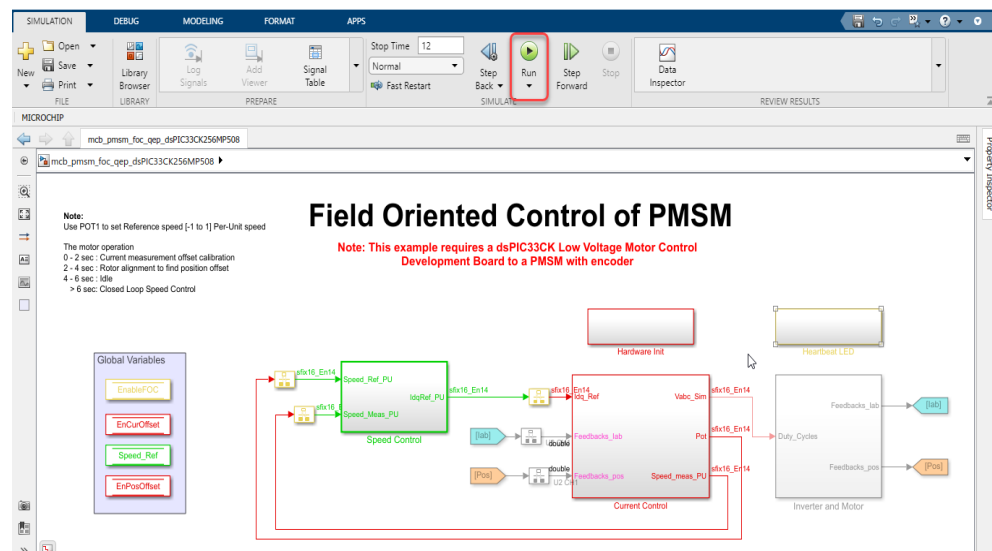 SIMULATION DEBUG MODELING FORMAT APPS
New
Open
Save
Print
FILE
Library
Browser
LIBRARY
Log
Signals
Add
Viewer
Signal
Table
PREPARE
Stop Time 12
Normal
Fast Restart
Step
Back
Run
Step
Forward
Stop
SIMULATE
Data
Inspector
REVIEW RESULTS
MICROCHIP
mcb_pmsm_foc_qep_dsPIC33CK256MP508
mcb_pmsm_foc_qep_dsPIC33CK256MP508
Property Inspector
Field Oriented Control of PMSM
Note: This example requires a dsPIC33CK Low Voltage Motor Control
Development Board to a PMSM with encoder
Note:
Use POT1 to set Reference speed [-1 to 1] Per-Unit speed
The motor operation
0 - 2 sec : Current measurement offset calibration
2 - 4 sec : Rotor alignment to find position offset
4 - 6 sec : Idle
> 6 sec: Closed Loop Speed Control
Hardware Init
Heartbeat LED
Global Variables
EnableFOC
EnCurOffset
Speed_Ref
EnPosOffset
sfix16_En14
Speed_Ref_PU
IdqRef_PU
Speed_Meas_PU
Speed Control
sfix16_En14
sfix16_En14
Idq_Ref
Vabc_Sim
sfix16_En14
[Iab]
double
Feedbacks_Iab
Pot
sfix16_En14
[Pos]
double
U2 CH1
Feedbacks_pos
Speed_meas_PU
sfix16_En14
Current Control
Duty_Cycles
Feedbacks_Iab
[Iab]
Feedbacks_pos
[Pos]
Inverter and Motor